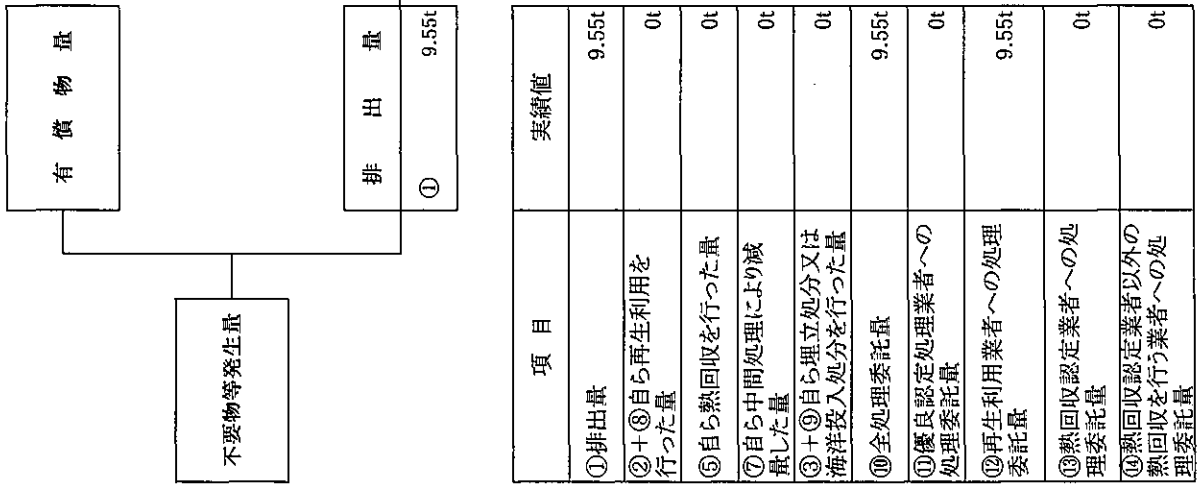 有償物量
不要物等発生量
排出量
① 9.55t
項目 実績値
①排出量 9.55t
②＋⑧自ら再生利用を
行った量 0t
⑤自ら熱回収を行った量 0t
⑦自ら中間処理により減
量した量 0t
③＋⑨自ら埋立処分又は
海洋投入処分を行った量 0t
⑩全処理委託量 9.55t
⑪優良認定処理業者への
処理委託量 0t
⑫再生利用業者への処理
委託量 9.55t
⑬熱回収認定業者への処
理委託量 0t
⑭熱回収認定業者以外の
熱回収を行う業者への処
理委託量 0t